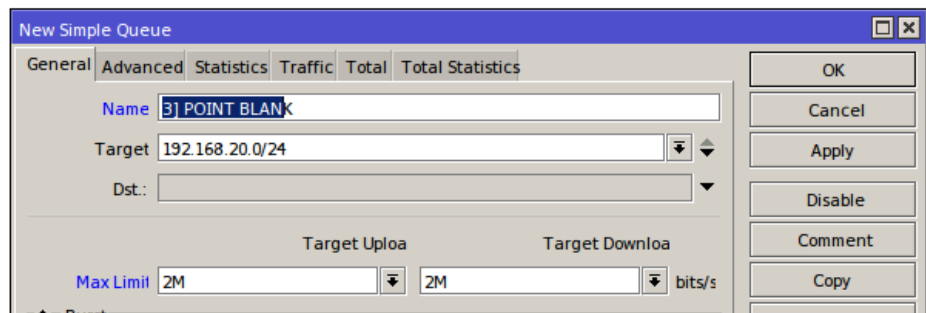 New Simple Queue
General Advanced Statistics Traffic Total Total Statistics
OK
Name 3] POINT BLANK
Cancel
Target 192.168.20.0/24
Apply
Dst.:
Disable
Target Uploa Target Downloa
Comment
Max Limit 2M 2M bits/s
Copy